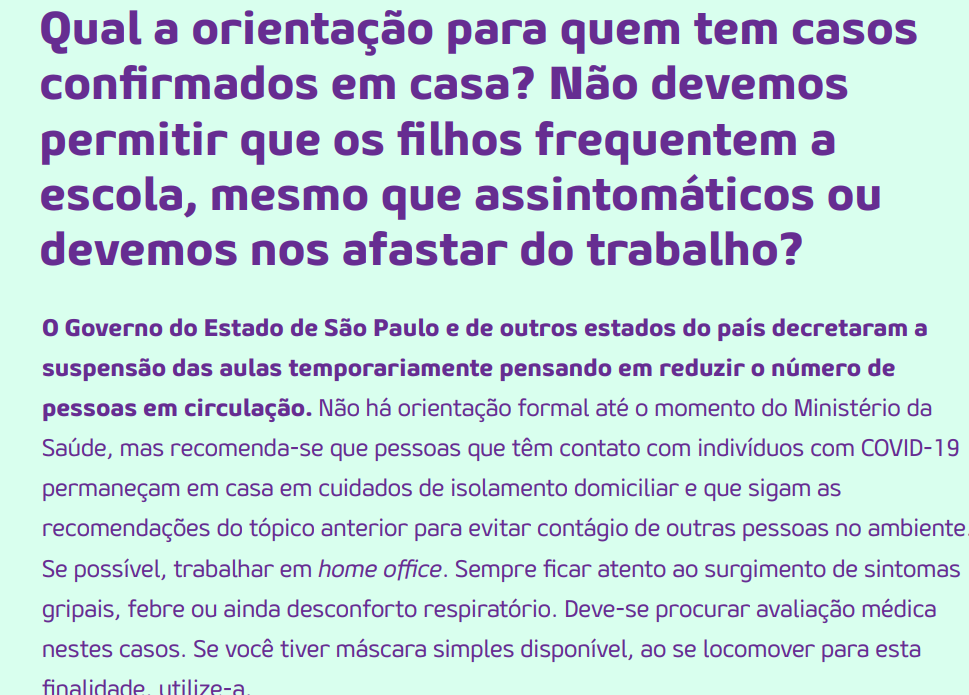 Qual a orientação para quem tem casos
confirmados em casa? Não devemos
permitir que os filhos frequentem a
escola, mesmo que assintomáticos ou
devemos nos afastar do trabalho?
O Governo do Estado de São Paulo e de outros estados do país decretaram a
suspensão das aulas temporariamente pensando em reduzir o número de
pessoas em circulação. Não há orientação formal até o momento do Ministério da
Saúde, mas recomenda-se que pessoas que têm contato com indivíduos com COVID-19
permaneçam em casa em cuidados de isolamento domiciliar e que sigam as
recomendações do tópico anterior para evitar contágio de outras pessoas no ambiente.
Se possível, trabalhar em home office. Sempre ficar atento ao surgimento de sintomas
gripais, febre ou ainda desconforto respiratório. Deve-se procurar avaliação médica
nestes casos. Se você tiver máscara simples disponível, ao se locomover para esta
finalidade, utilize-a.